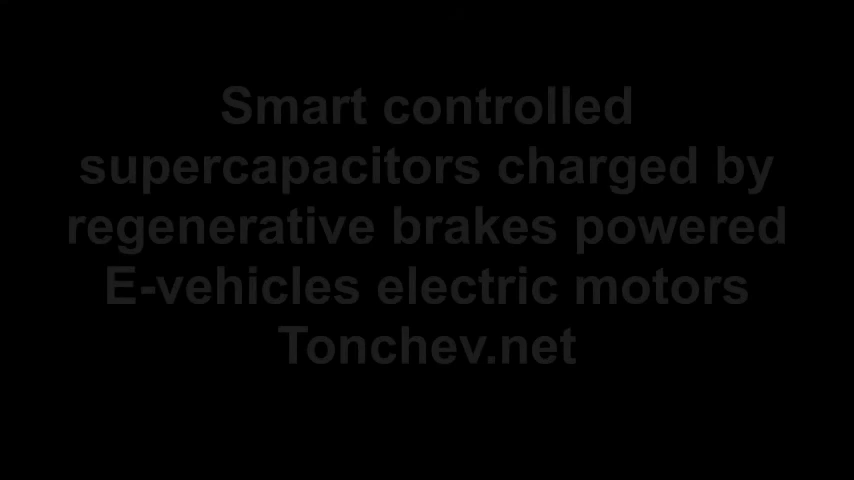 Smart controlled
supercapacitors charged by
regenerative brakes powered
E-vehicles electric motors
Tonchev.net